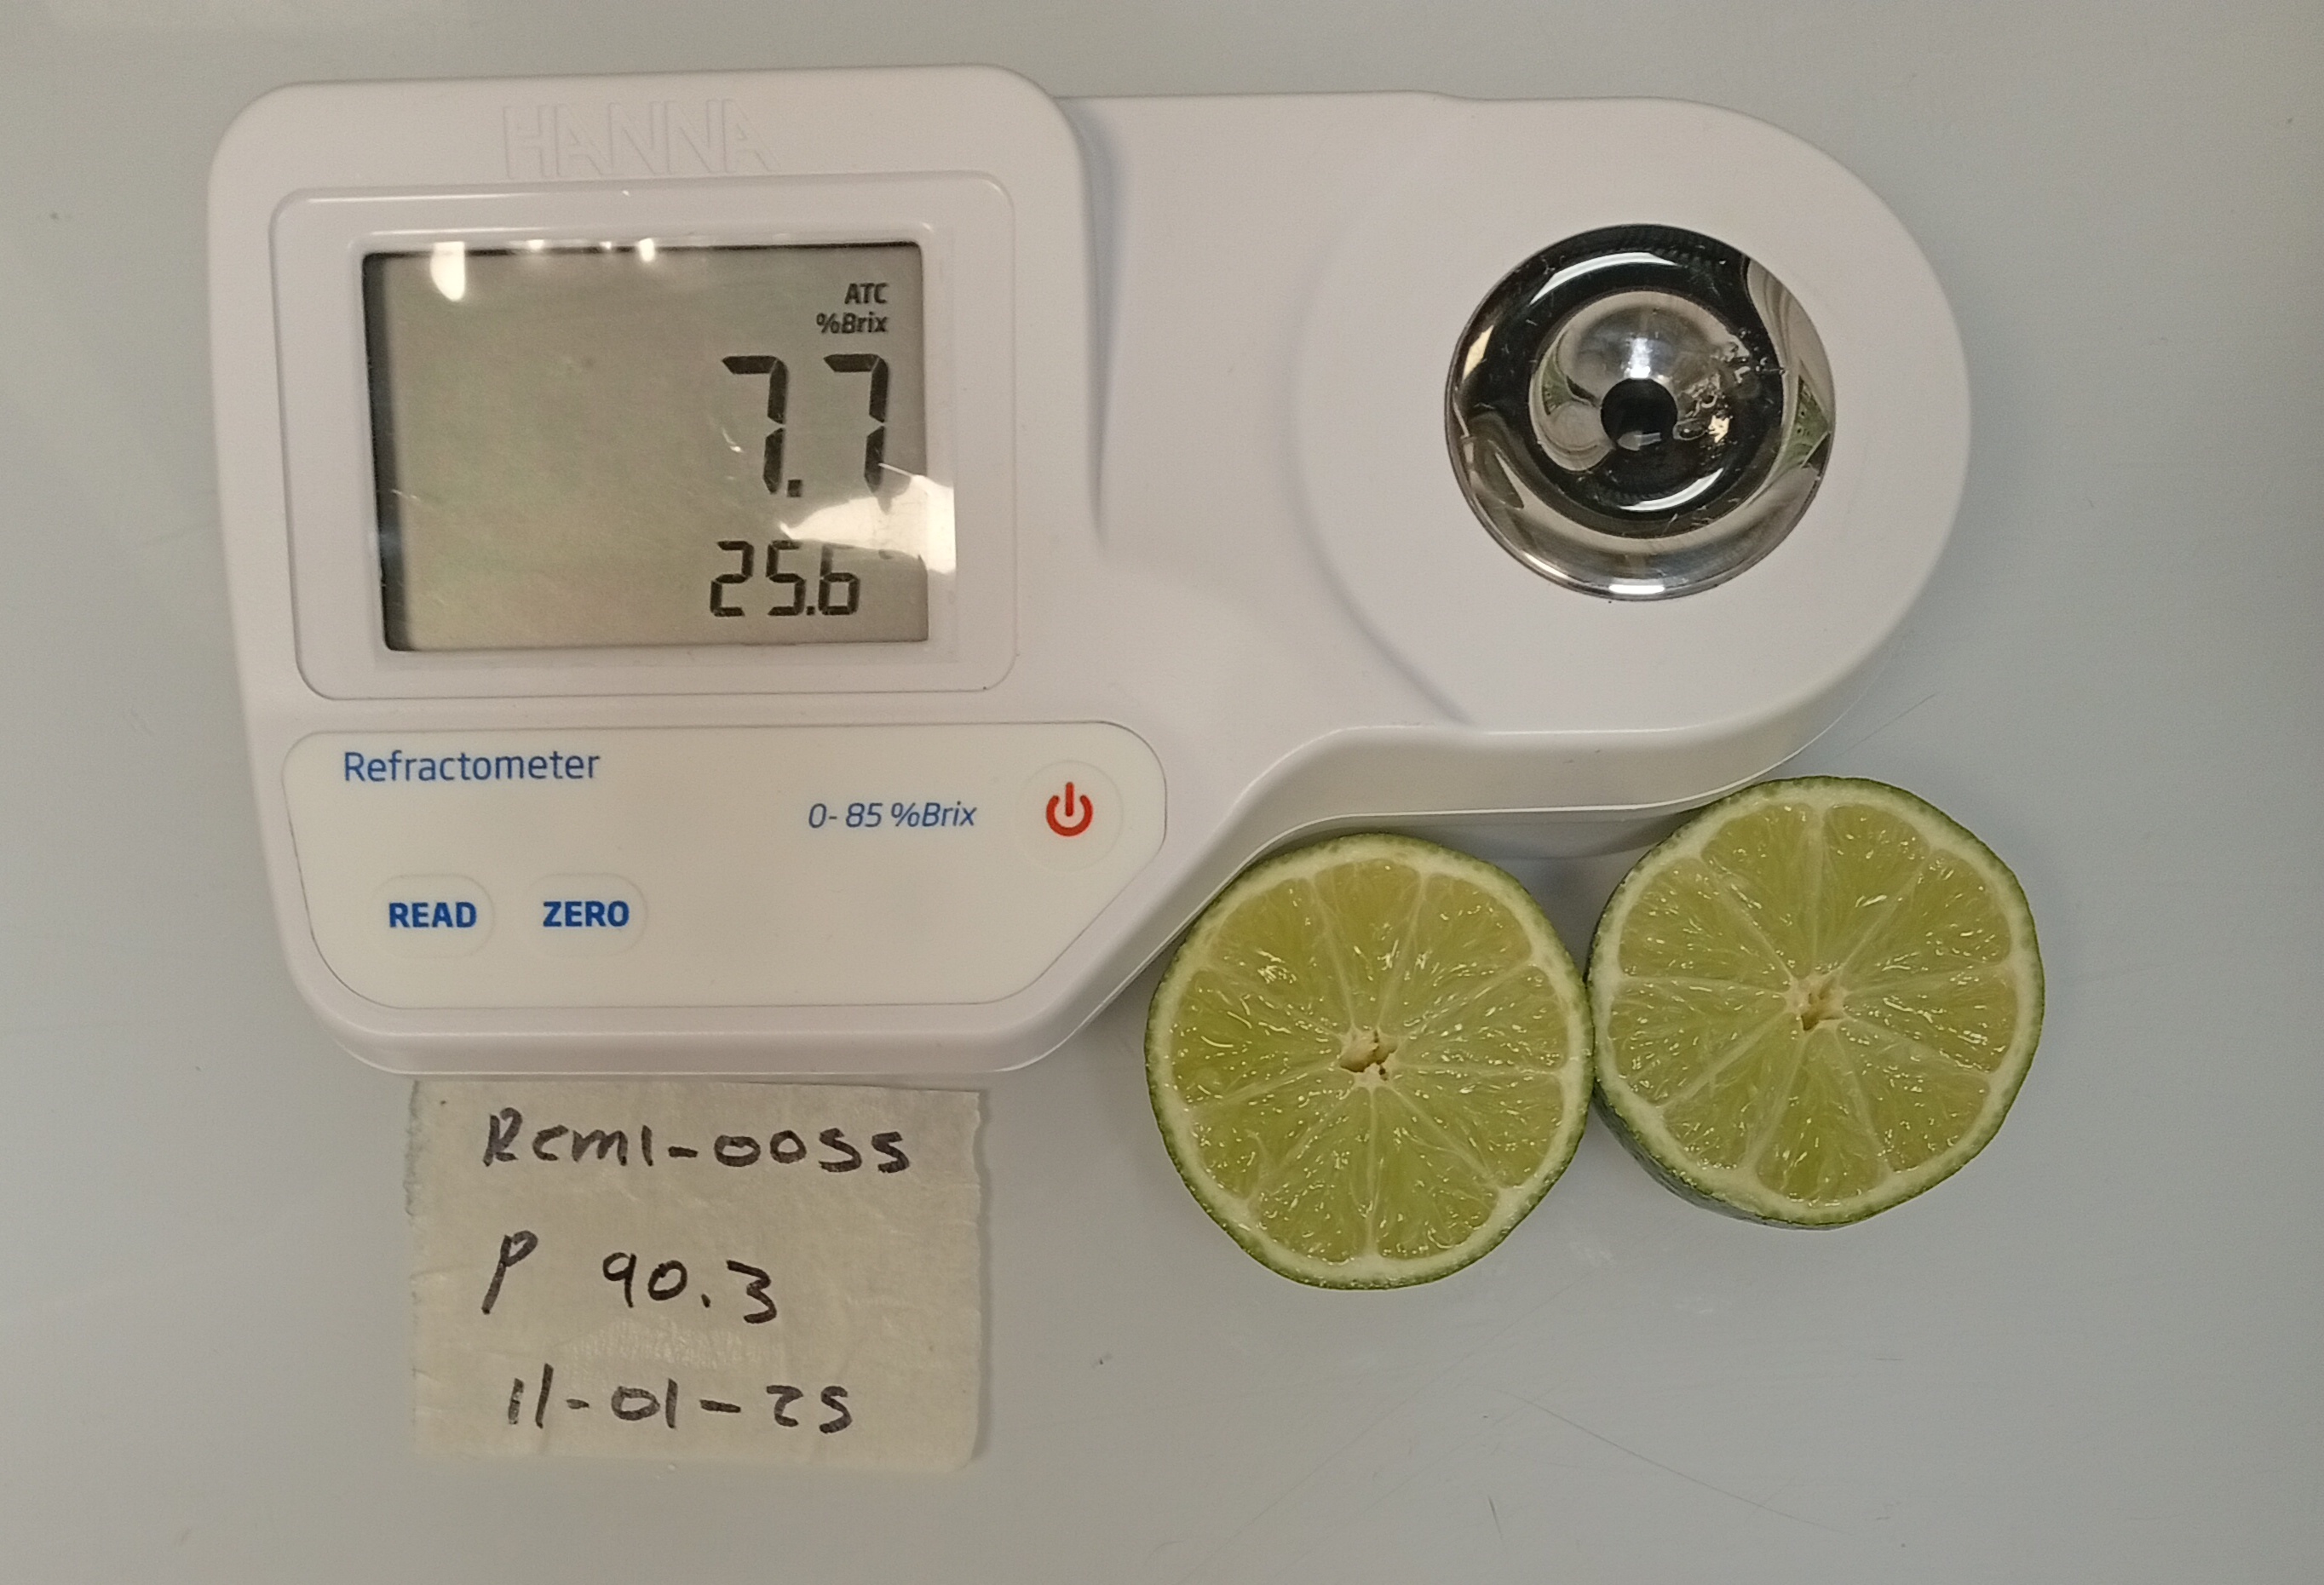 HANNA
ATC
%Brix
7.7
25.6
Refractometer
0-85 %Brix
READ ZERO
Rcml-0055
P 90.3
11-01-25